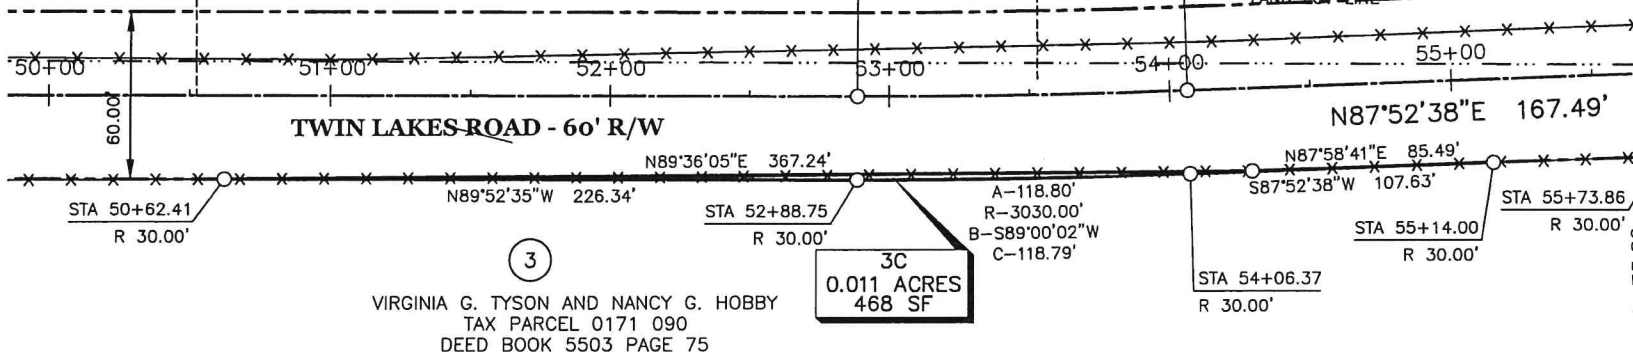 50+00
51+00
52+00
53+00
54+00
55+00
60.00'
TWIN LAKES ROAD - 60' R/W
N87°52'38"E 167.49'
N89°36'05"E 367.24'
N87°58'41"E 85.49'
N89°52'35"W 226.34'
S87°52'38"W 107.63'
STA 50+62.41
R 30.00'
STA 52+88.75
R 30.00'
A-118.80'
R-3030.00'
B-S89°00'02"W
C-118.79'
STA 55+14.00
R 30.00'
STA 55+73.86
R 30.00'
STA 54+06.37
R 30.00'
3
3C
0.011 ACRES
468 SF
VIRGINIA G. TYSON AND NANCY G. HOBBY
TAX PARCEL 0171 090
DEED BOOK 5503 PAGE 75